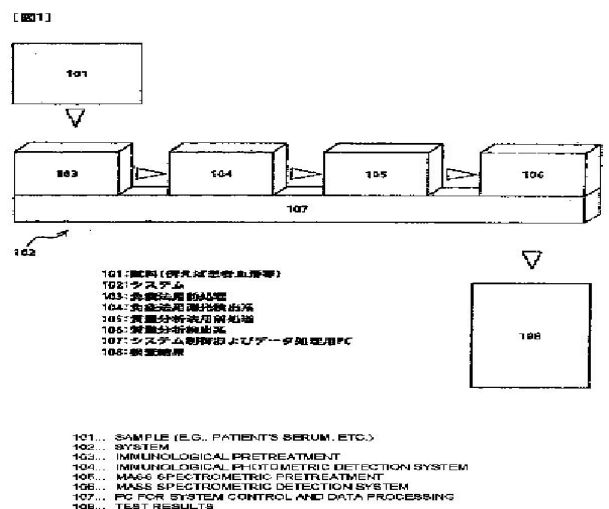 [図1]
101
103
104
105
106
107
102
108
101:試料(例えば患者血清等)
102:システム
103:免疫法用前処理
104:免疫法用測光検出系
105:質量分析法用前処理
106:質量分析検出系
107:システム制御およびデータ処理用PC
108:検査結果
101... SAMPLE (E.G., PATIENT'S SERUM, ETC.)
102... SYSTEM
103... IMMUNOLOGICAL PRETREATMENT
104... IMMUNOLOGICAL PHOTOMETRIC DETECTION SYSTEM
105... MASS SPECTROMETRIC PRETREATMENT
106... MASS SPECTROMETRIC DETECTION SYSTEM
107... PC FOR SYSTEM CONTROL AND DATA PROCESSING
108... TEST RESULTS